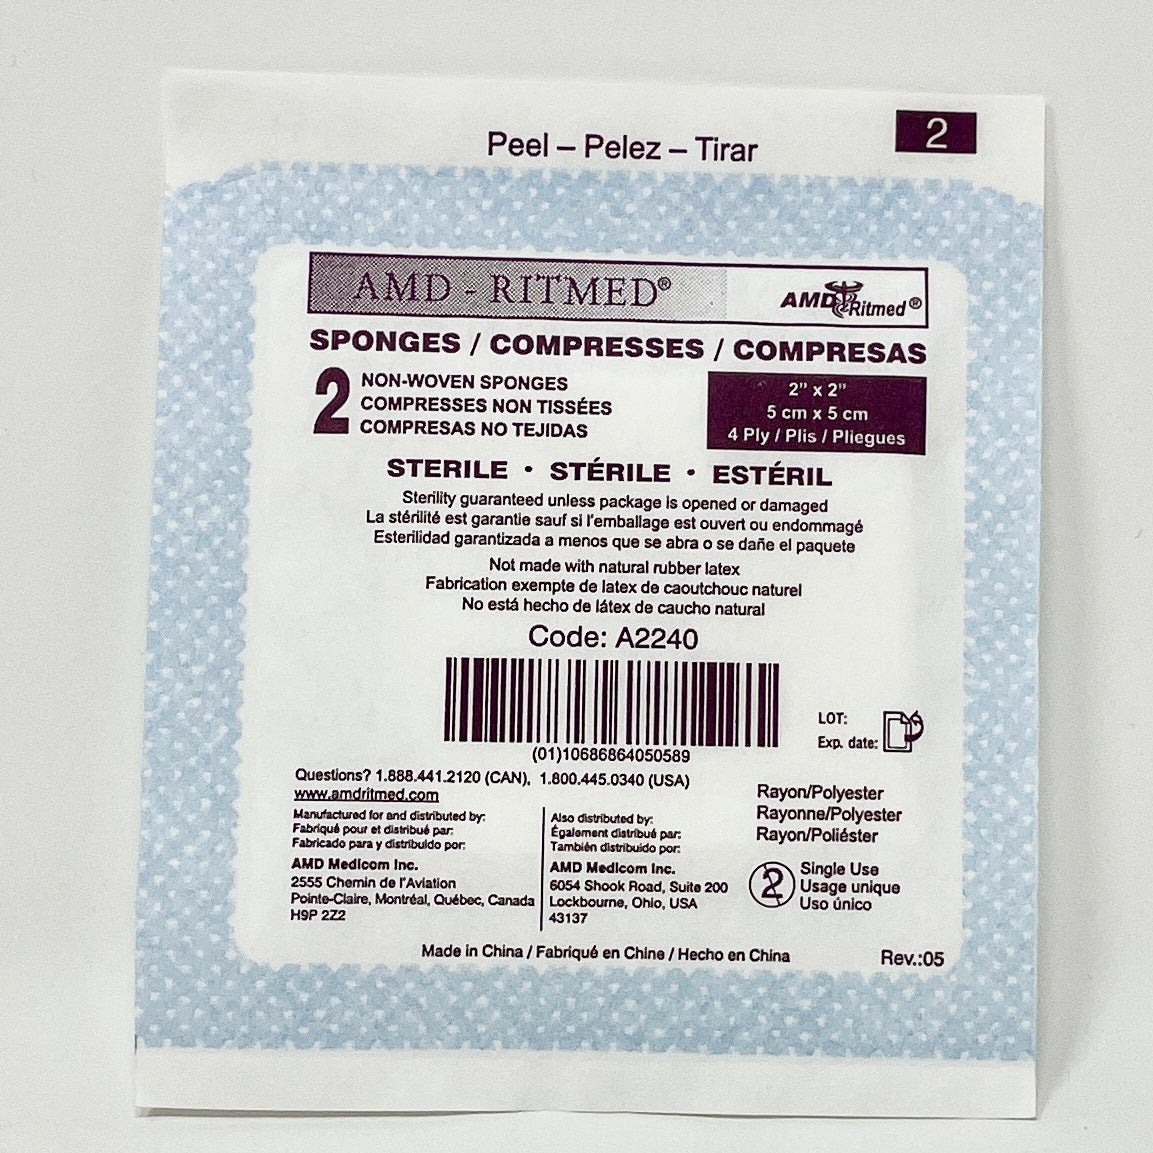 Peel – Pelez – Tirar
2
AMD - RITMED®
AMD Ritmed®
SPONGES / COMPRESSES / COMPRESAS
2
NON-WOVEN SPONGES
COMPRESSES NON TISSÉES
COMPRESAS NO TEJIDAS
2" x 2"
5 cm x 5 cm
4 Ply / Plis / Pliegues
STERILE • STÉRILE • ESTÉRIL
Sterility guaranteed unless package is opened or damaged
La stérilité est garantie sauf si l'emballage est ouvert ou endommagé
Esterilidad garantizada a menos que se abra o se dañe el paquete
Not made with natural rubber latex
Fabrication exempte de latex de caoutchouc naturel
No está hecho de látex de caucho natural
Code: A2240
(01)10686864050589
LOT:
Exp. date:
Questions? 1.888.441.2120 (CAN), 1.800.445.0340 (USA)
www.amdritmed.com
Manufactured for and distributed by:
Fabriqué pour et distribué par:
Fabricado para y distribuido por:
AMD Medicom Inc.
2555 Chemin de l'Aviation
Pointe-Claire, Montréal, Québec, Canada
H9P 2Z2
Also distributed by:
Également distribué par:
También distribuido por:
AMD Medicom Inc.
6054 Shook Road, Suite 200
Lockbourne, Ohio, USA
43137
Rayon/Polyester
Rayonne/Polyester
Rayon/Poliéster
2
Single Use
Usage unique
Uso único
Made in China / Fabriqué en Chine / Hecho en China
Rev.:05